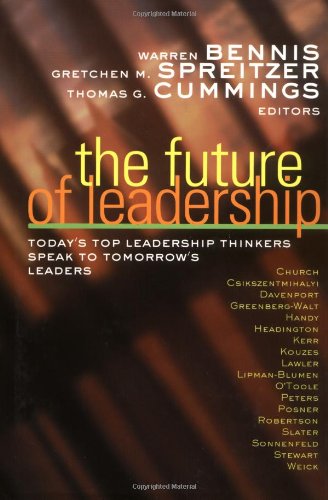 WARREN BENNIS
GRETCHEN M. SPREITZER
THOMAS G. CUMMINGS
EDITORS
the future
of leadership
TODAY'S TOP LEADERSHIP THINKERS
SPEAK TO TOMORROW'S
LEADERS
CHURCH
CSIKSZENTMIHALYI
DAVENPORT
GREENBERG-WALT
HANDY
HEADINGTON
KERR
KOUZES
LAWLER
LIPMAN-BLUMEN
O'TOOLE
PETERS
POSNER
ROBERTSON
SLATER
SONNENFELD
STEWART
WEICK